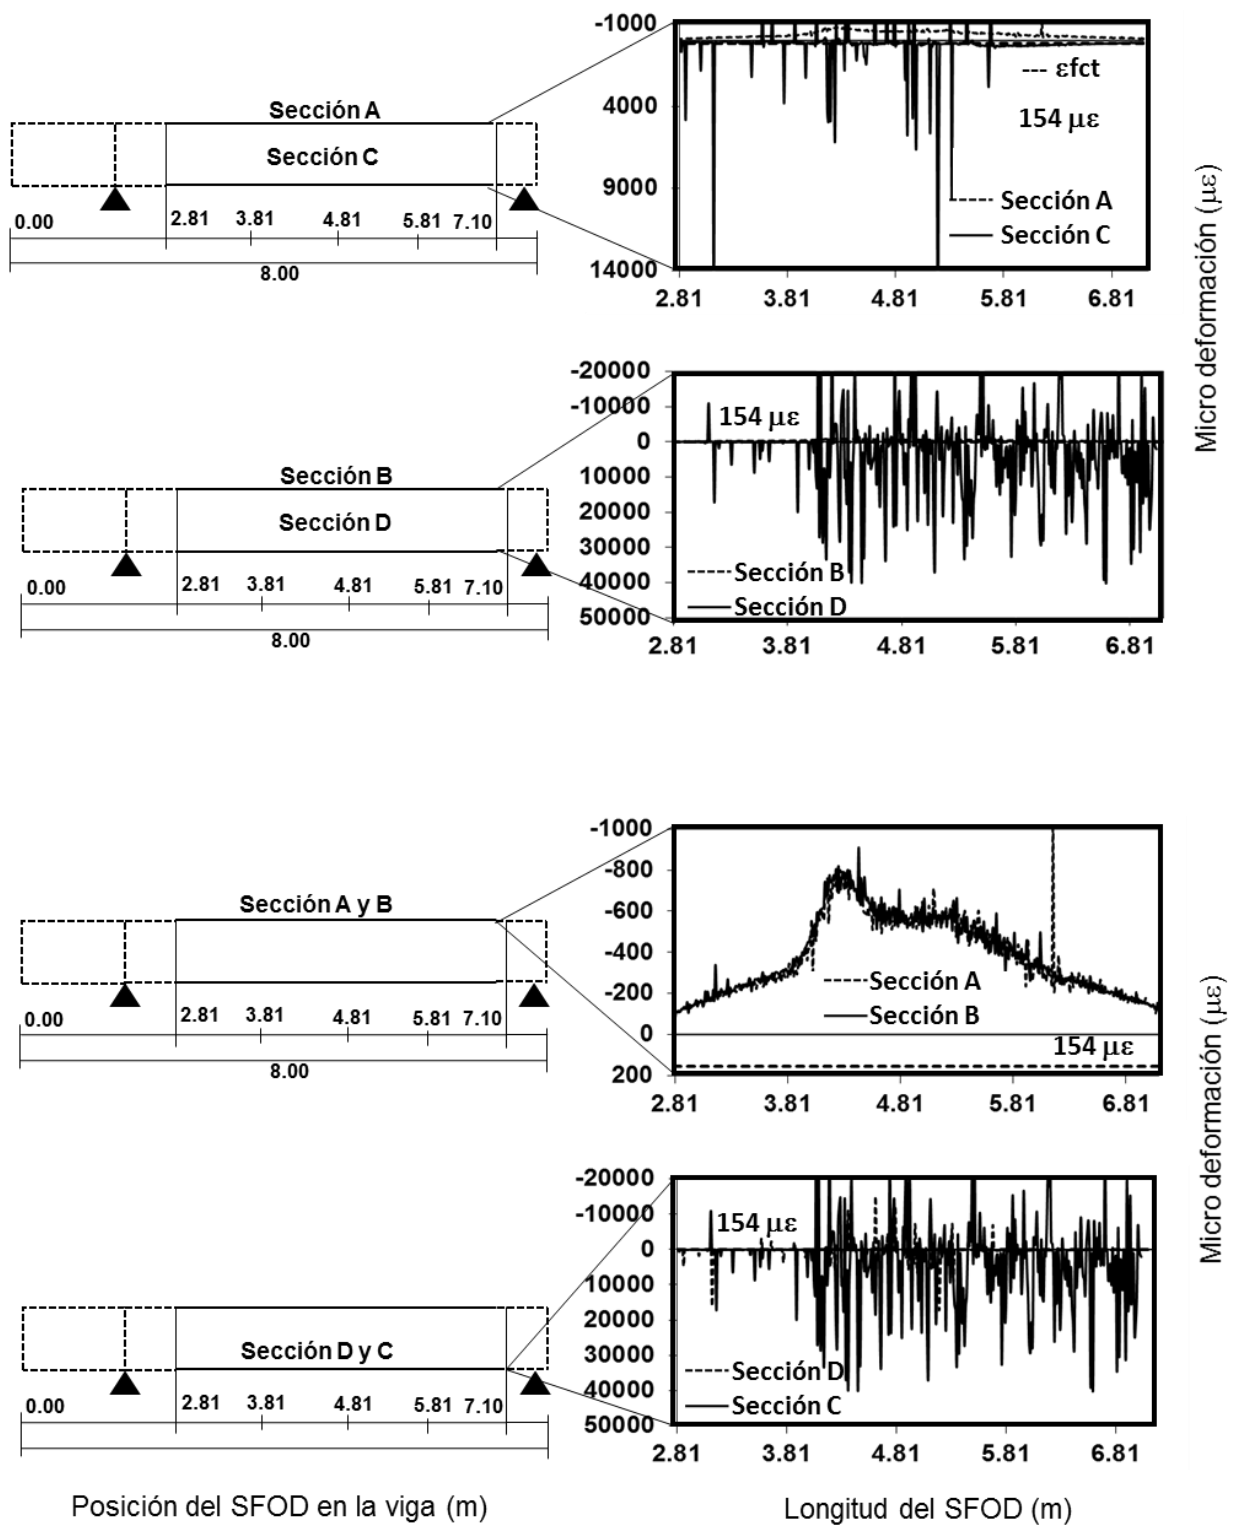 Sección A
Sección C
0.00
2.81 3.81 4.81 5.81 7.10
8.00
-1000
4000
9000
14000
εfct
154 με
Sección A
Sección C
2.81 3.81 4.81 5.81 6.81
Micro deformación (με)
Sección B
Sección D
0.00
2.81 3.81 4.81 5.81 7.10
8.00
-20000
-10000
0
10000
20000
30000
40000
50000
154 με
Sección B
Sección D
2.81 3.81 4.81 5.81 6.81
Sección A y B
0.00
2.81 3.81 4.81 5.81 7.10
8.00
-1000
-800
-600
-400
-200
0
200
Sección A
Sección B
154 με
2.81 3.81 4.81 5.81 6.81
Micro deformación (με)
Sección D y C
0.00
2.81 3.81 4.81 5.81 7.10
-20000
-10000
0
10000
20000
30000
40000
50000
154 με
Sección D
Sección C
2.81 3.81 4.81 5.81 6.81
Posición del SFOD en la viga (m)
Longitud del SFOD (m)